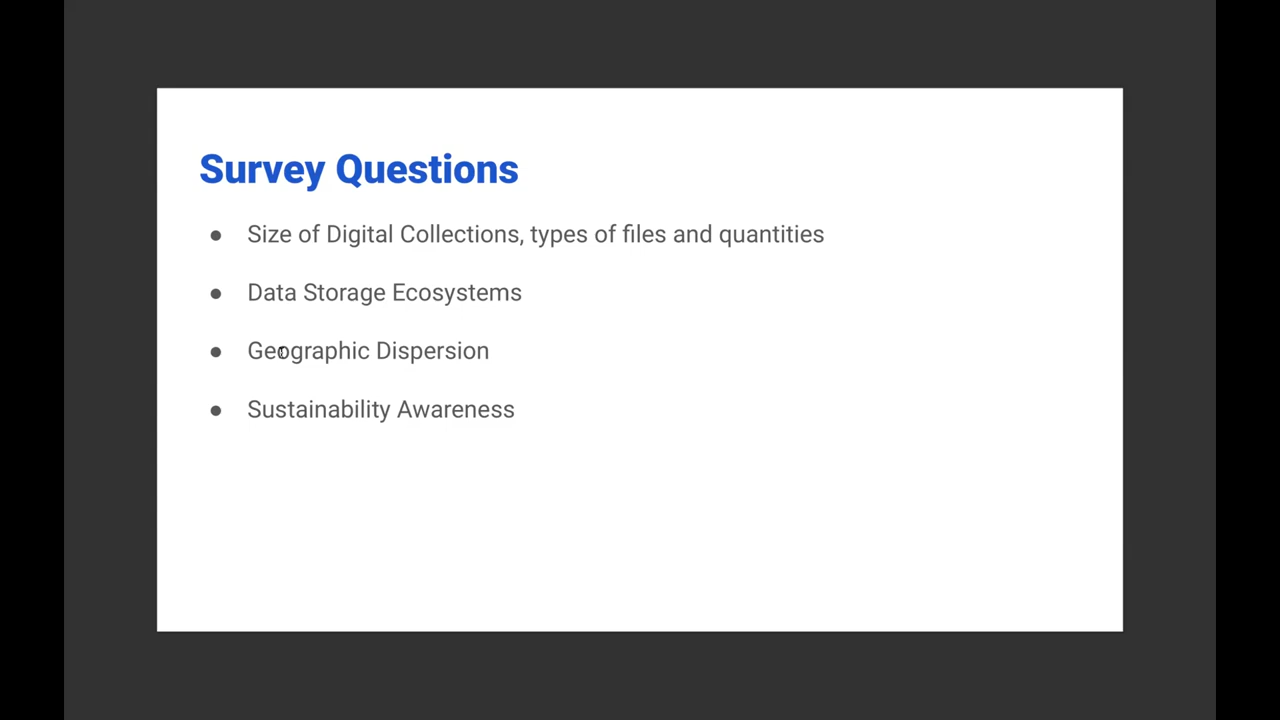 Survey Questions
● Size of Digital Collections, types of files and quantities
● Data Storage Ecosystems
● Geographic Dispersion
● Sustainability Awareness